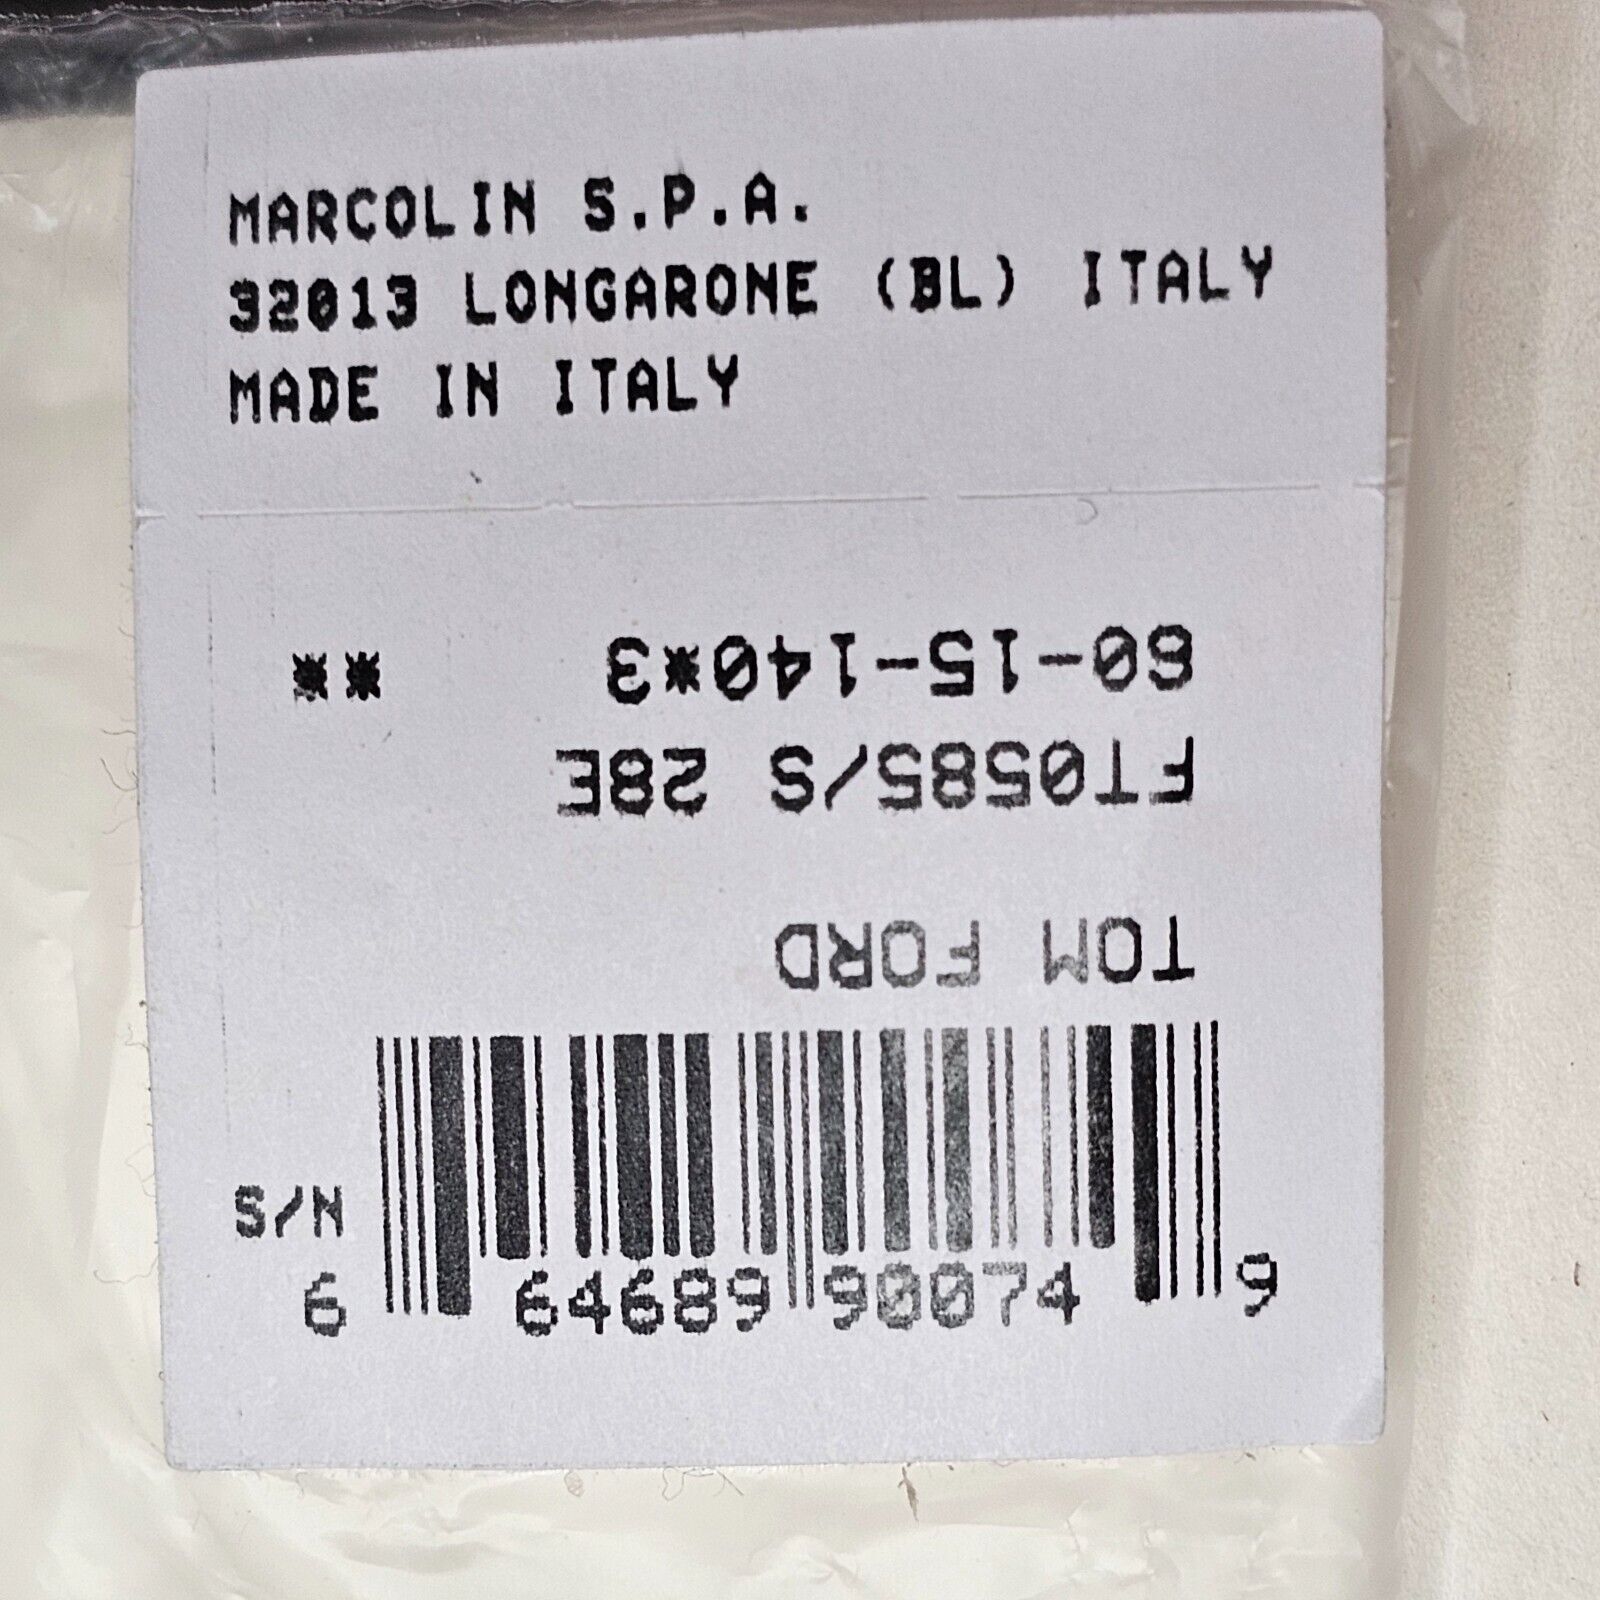 MARCOLIN S.P.A.
32013 LONGARONE (BL) ITALY
MADE IN ITALY
TOM FORD
FT0585/S 28E
60-15-140*3 **
S/N
6 64689 90074 9